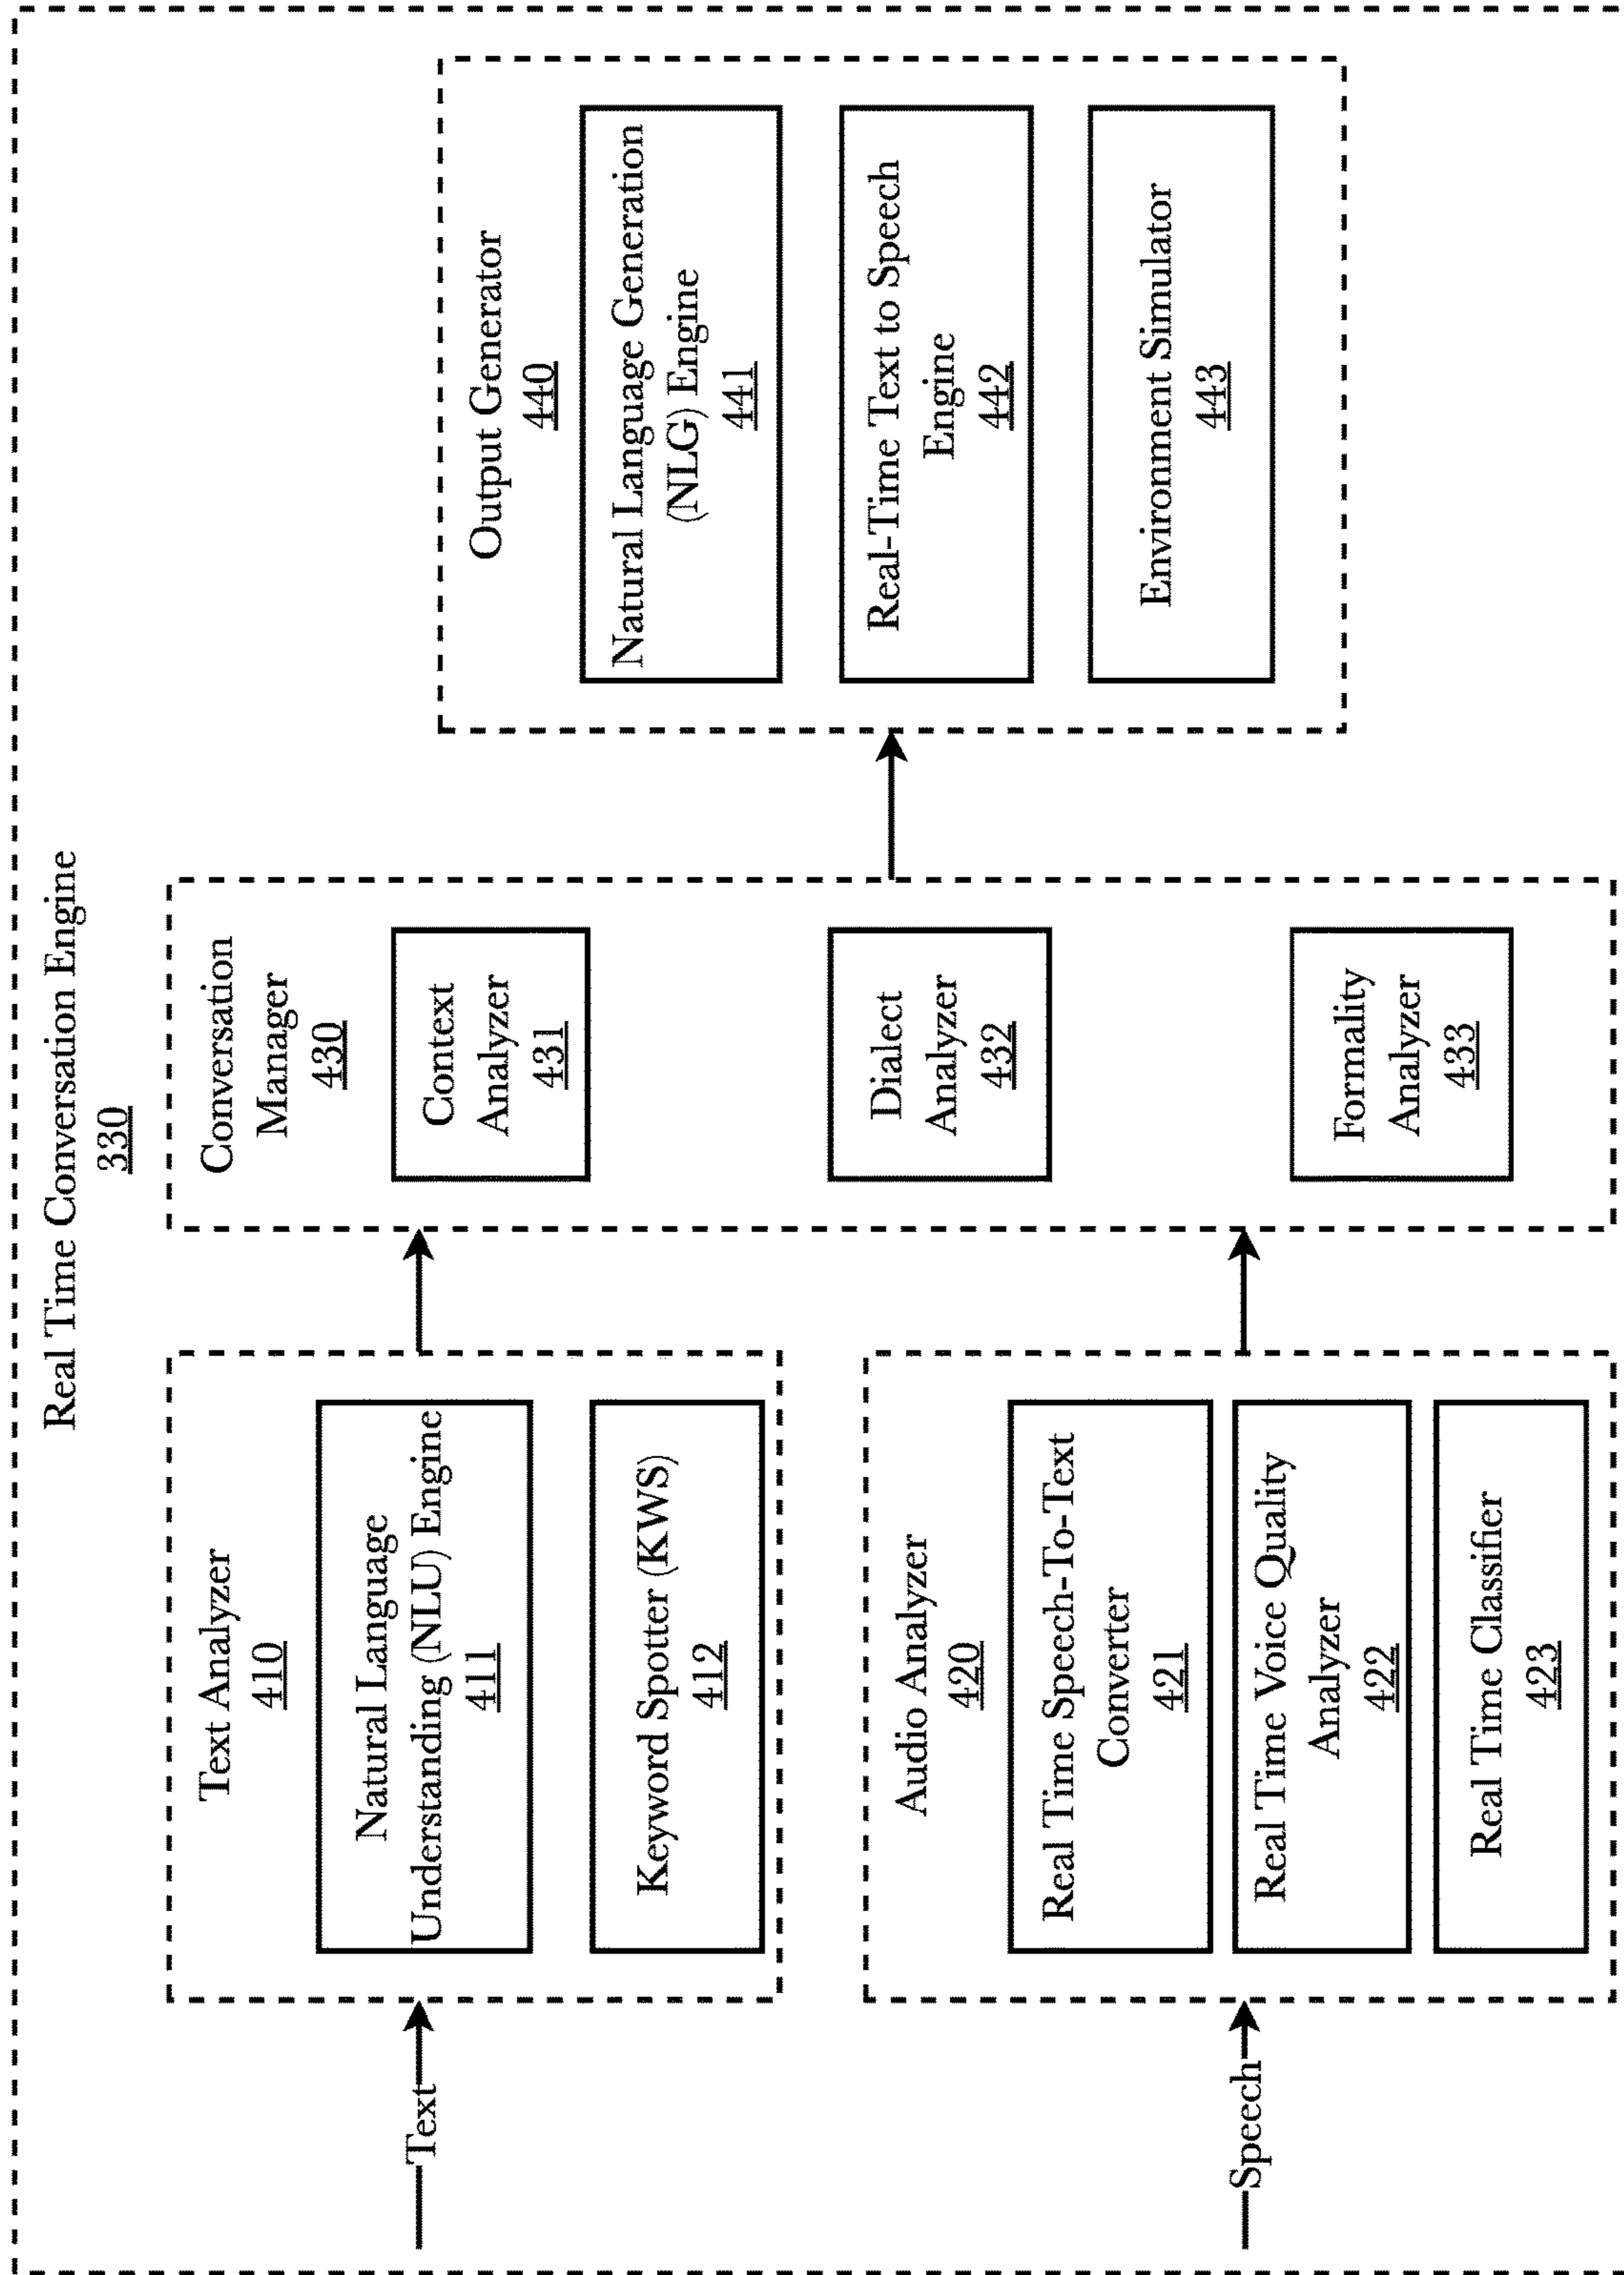 Real Time Conversation Engine
330
Text
Text Analyzer
410
Natural Language
Understanding (NLU) Engine
411
Keyword Spotter (KWS)
412
Speech
Audio Analyzer
420
Real Time Speech-To-Text
Converter
421
Real Time Voice Quality
Analyzer
422
Real Time Classifier
423
Conversation
Manager
430
Context
Analyzer
431
Dialect
Analyzer
432
Formality
Analyzer
433
Output Generator
440
Natural Language Generation
(NLG) Engine
441
Real-Time Text to Speech
Engine
442
Environment Simulator
443